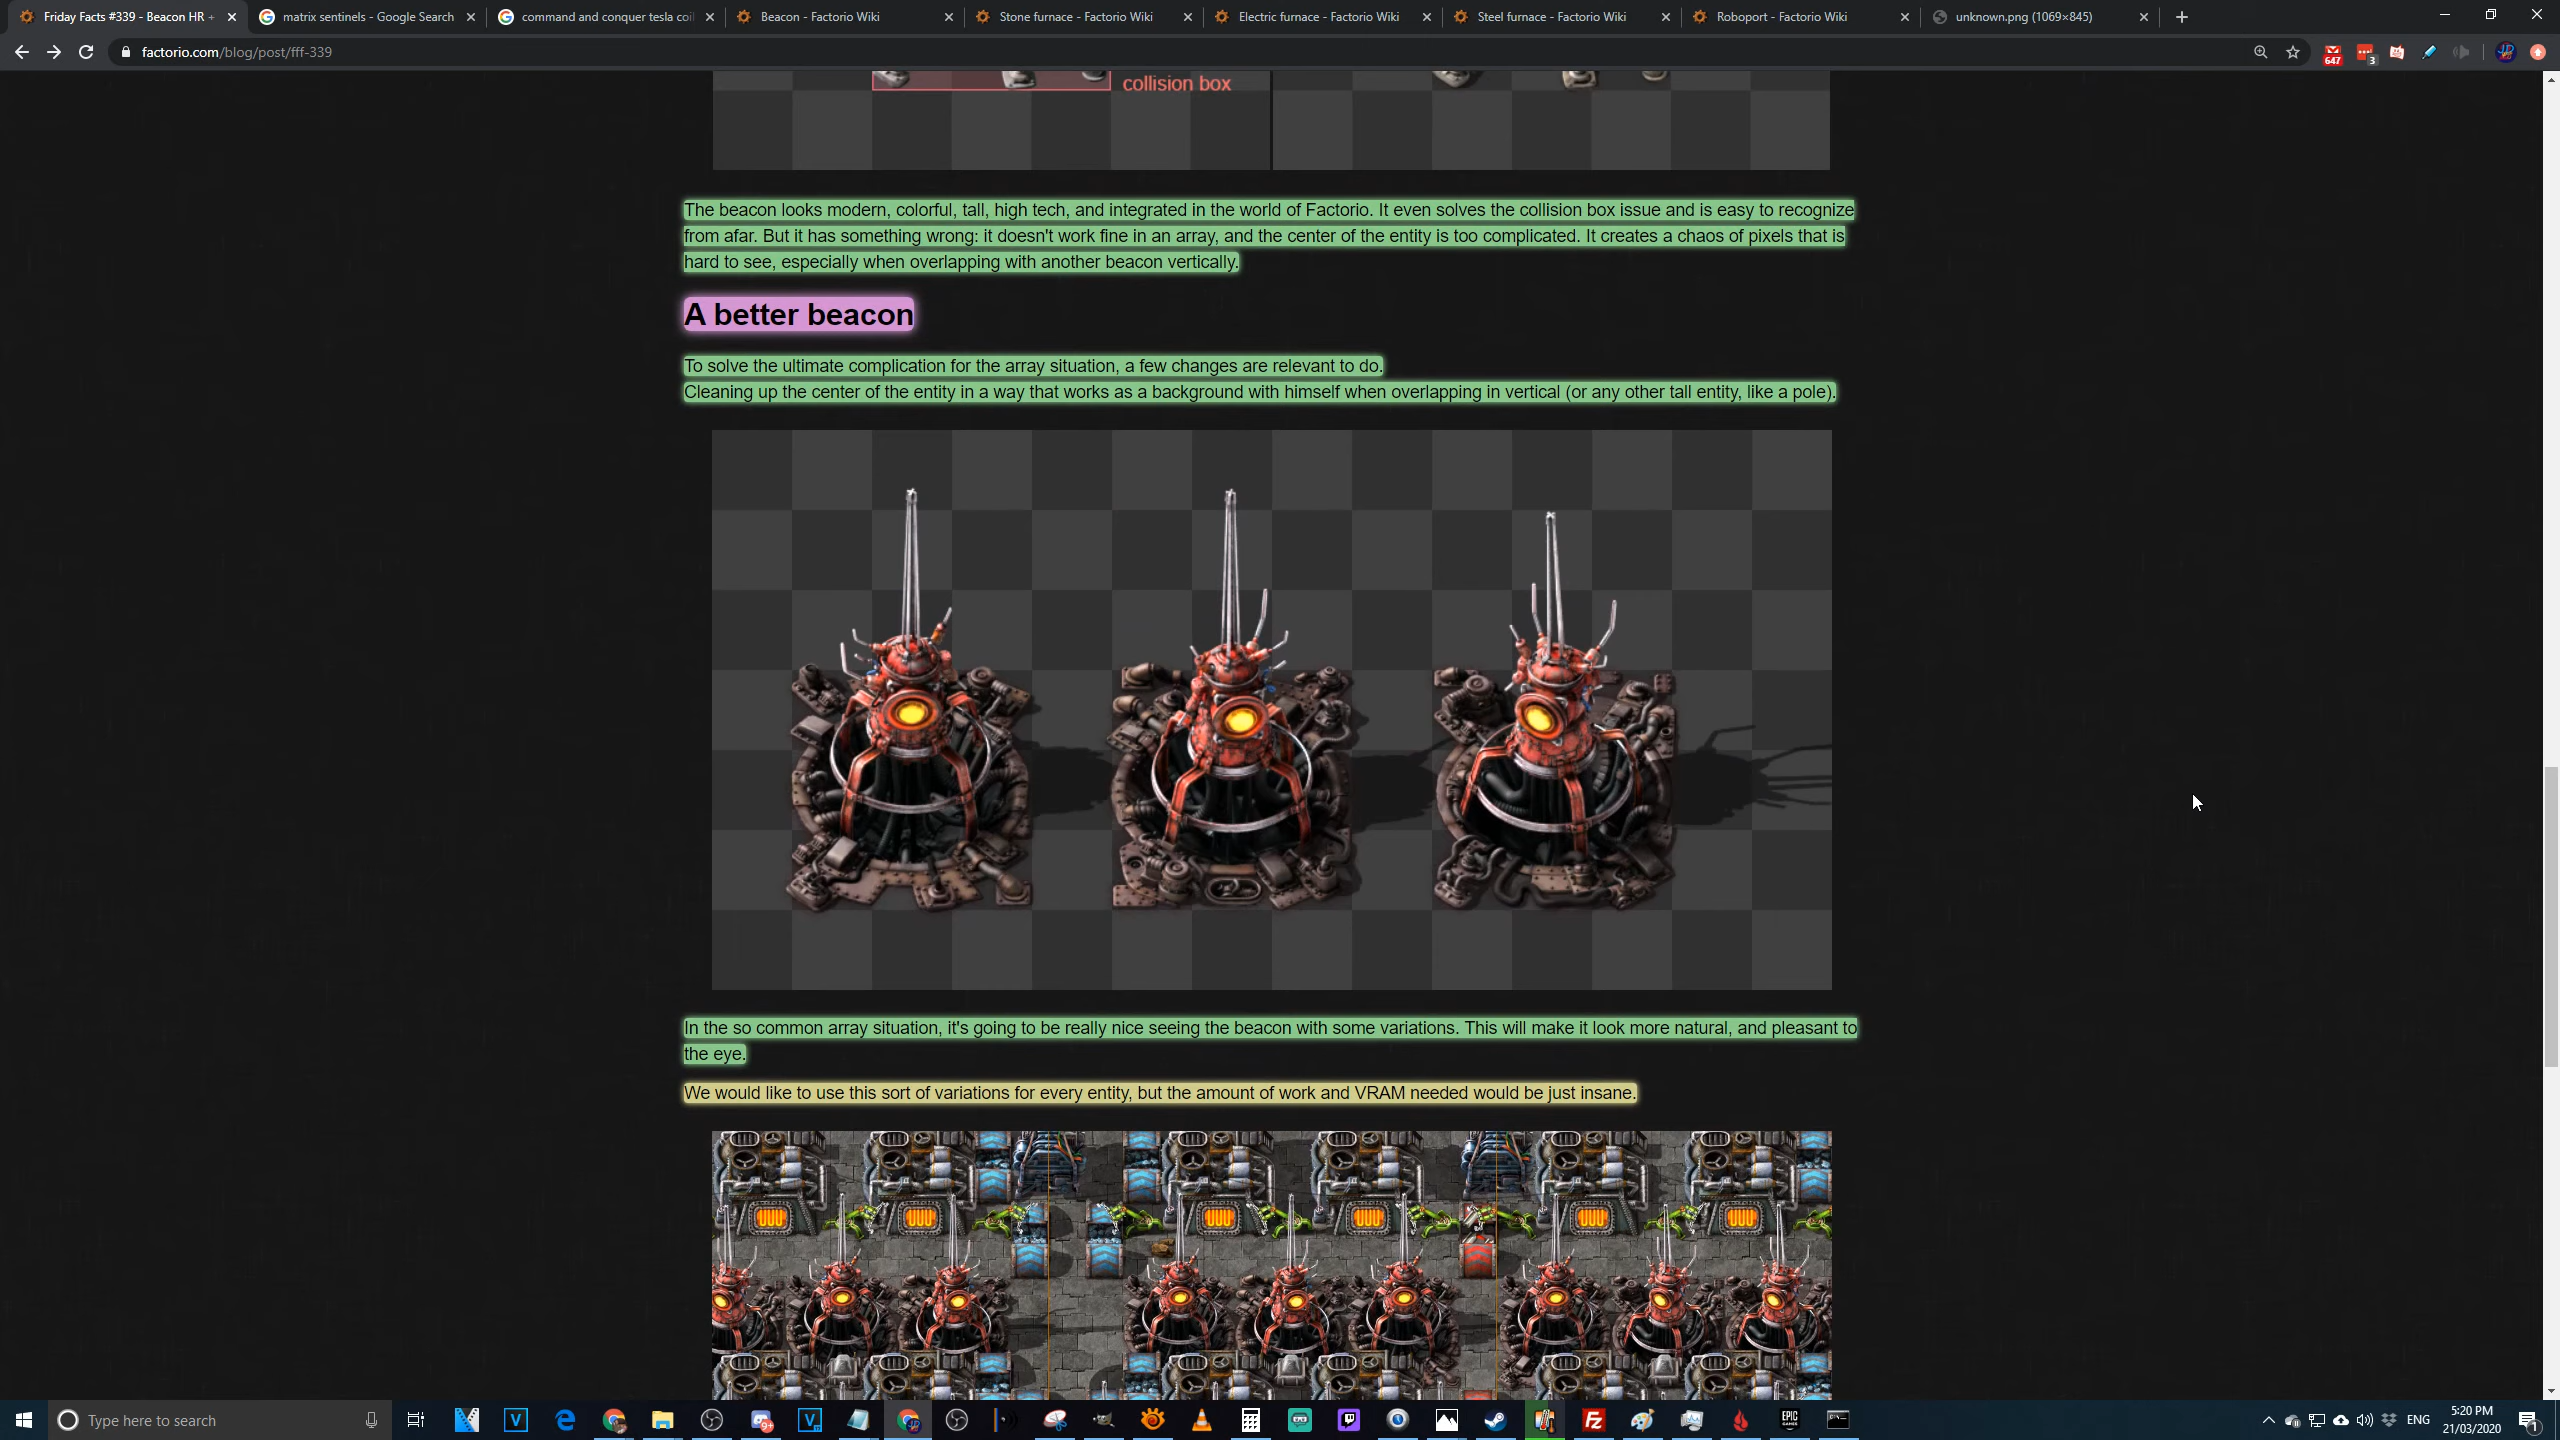 Friday Facts #339 - Beacon HR +
matrix sentinels - Google Search
command and conquer tesla coil
Beacon - Factorio Wiki
Stone furnace - Factorio Wiki
Electric furnace - Factorio Wiki
Steel furnace - Factorio Wiki
Roboport - Factorio Wiki
unknown.png (1069×845)
factorio.com/blog/post/fff-339
647
3
collision box
The beacon looks modern, colorful, tall, high tech, and integrated in the world of Factorio. It even solves the collision box issue and is easy to recognize
from afar. But it has something wrong: it doesn't work fine in an array, and the center of the entity is too complicated. It creates a chaos of pixels that is
hard to see, especially when overlapping with another beacon vertically.
A better beacon
To solve the ultimate complication for the array situation, a few changes are relevant to do.
Cleaning up the center of the entity in a way that works as a background with himself when overlapping in vertical (or any other tall entity, like a pole).
In the so common array situation, it's going to be really nice seeing the beacon with some variations. This will make it look more natural, and pleasant to
the eye.
We would like to use this sort of variations for every entity, but the amount of work and VRAM needed would be just insane.
Type here to search
ENG
5:20 PM
21/03/2020
1